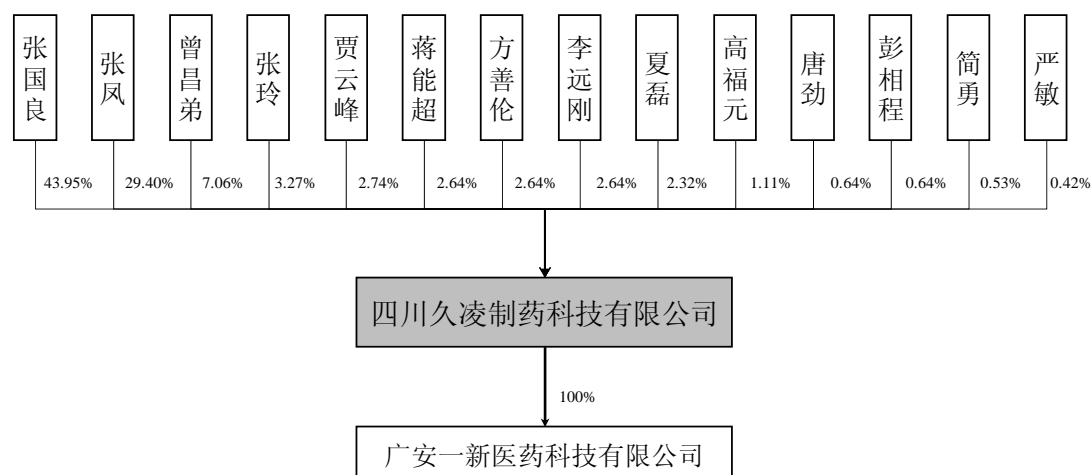 张国良
张凤
曾昌弟
张玲
贾云峰
蒋能超
方善伦
李远刚
夏磊
高福元
唐劲
彭相程
简勇
严敏
43.95%
29.40%
7.06%
3.27%
2.74%
2.64%
2.64%
2.64%
2.32%
1.11%
0.64%
0.64%
0.53%
0.42%
四川久凌制药科技有限公司
100%
广安一新医药科技有限公司